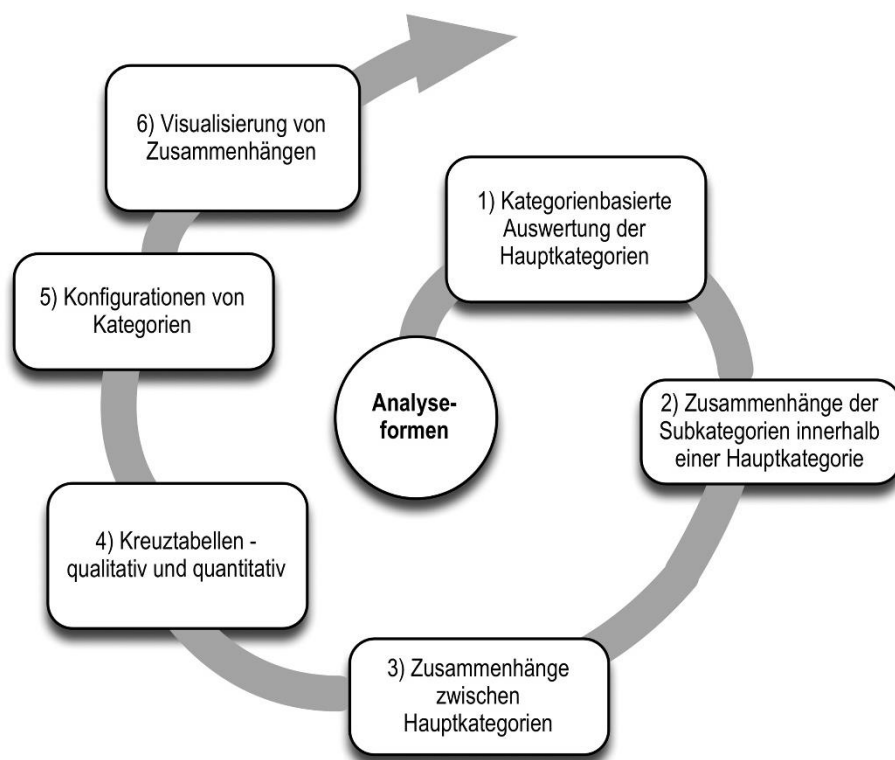 Analyse-
formen
1) Kategorienbasierte
Auswertung der
Hauptkategorien
2) Zusammenhänge der
Subkategorien innerhalb
einer Hauptkategorie
3) Zusammenhänge
zwischen
Hauptkategorien
4) Kreuztabellen -
qualitativ und quantitativ
5) Konfigurationen von
Kategorien
6) Visualisierung von
Zusammenhängen